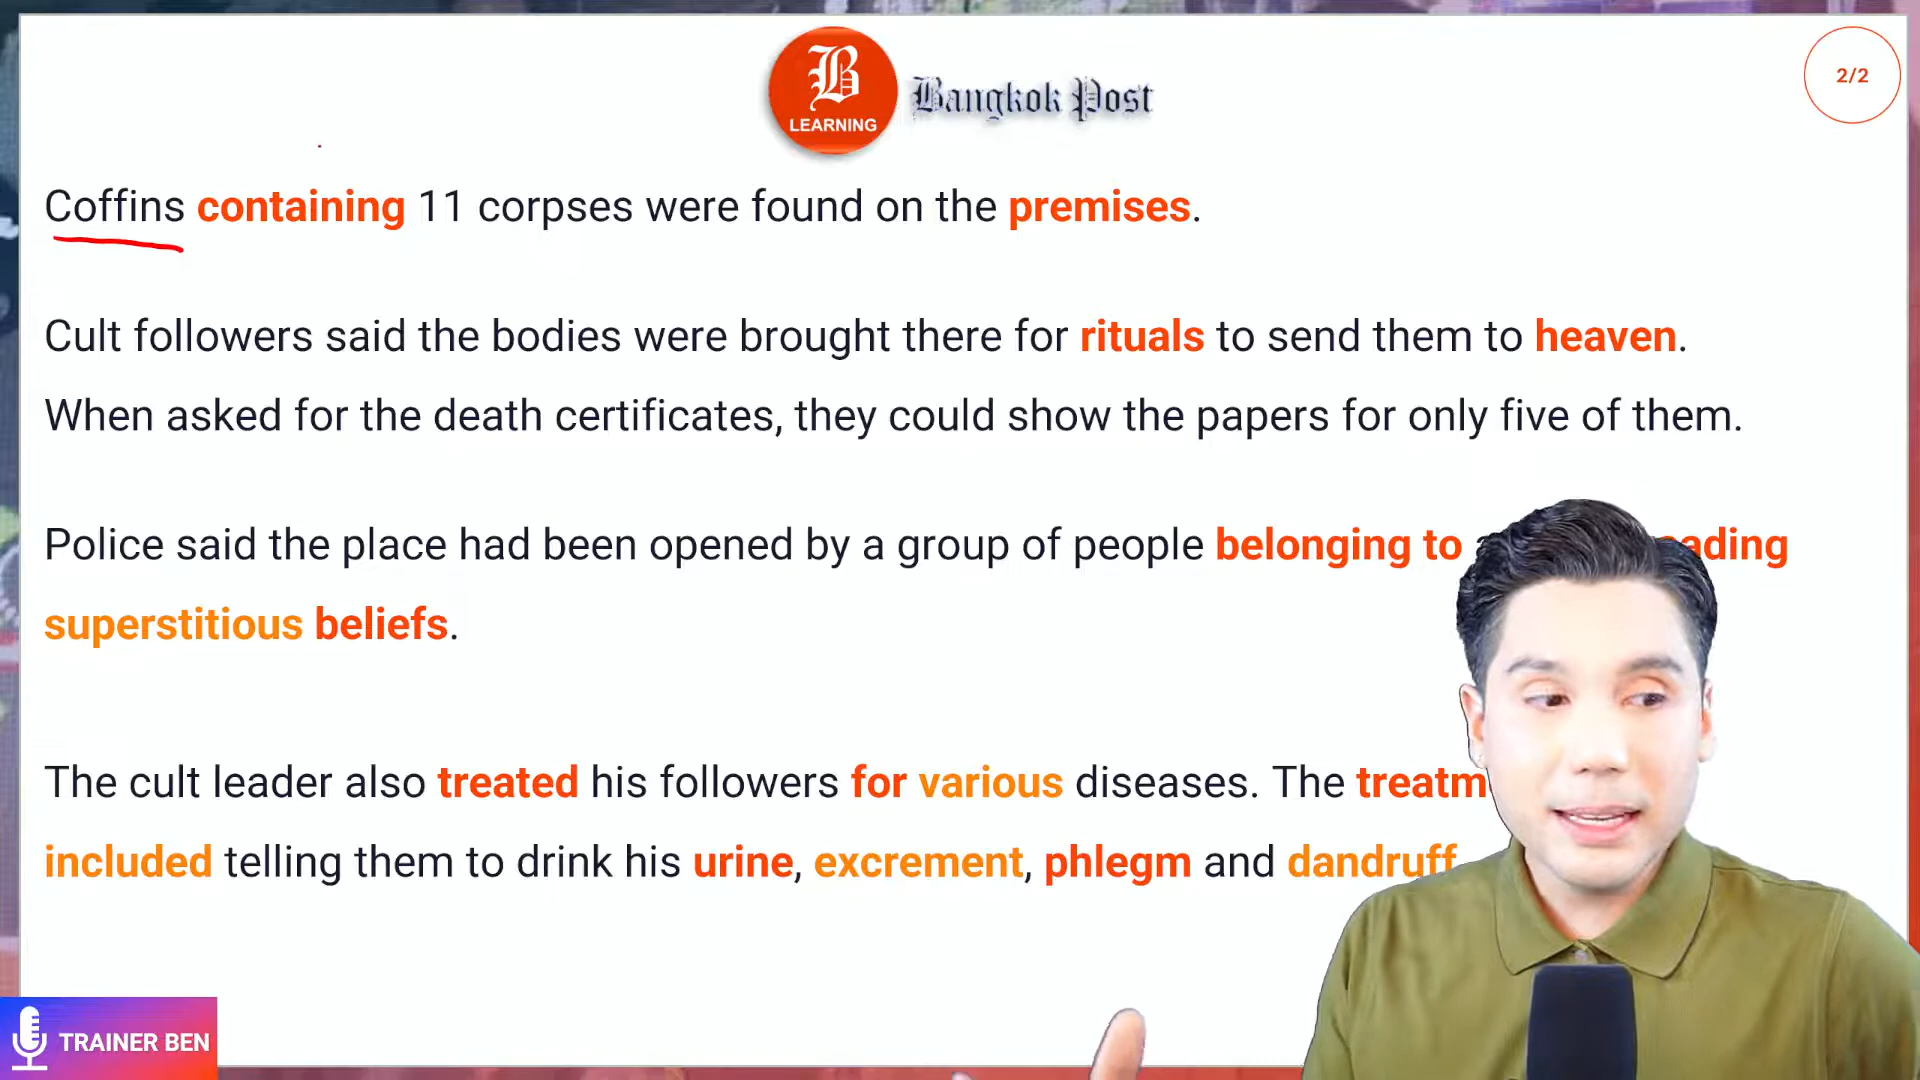 B
LEARNING
Bangkok Post
2/2
Coffins containing 11 corpses were found on the premises.
Cult followers said the bodies were brought there for rituals to send them to heaven.
When asked for the death certificates, they could show the papers for only five of them.
Police said the place had been opened by a group of people belonging to
superstitious beliefs.
The cult leader also treated his followers for various diseases. The
included telling them to drink his urine, excrement, phlegm and dandruff
TRAINER BEN